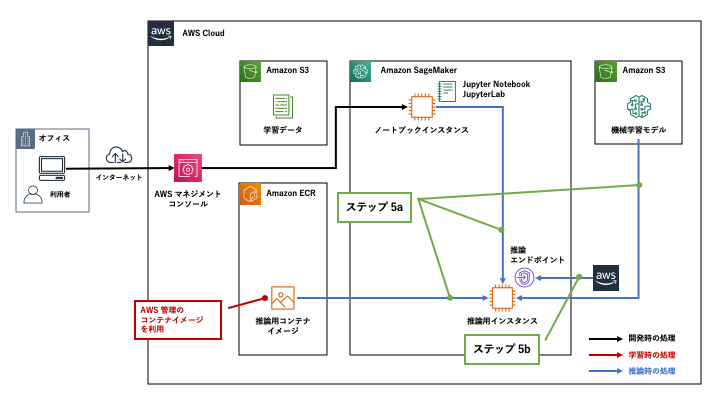 aws
AWS Cloud
Amazon S3
学習データ
Amazon SageMaker
Jupyter Notebook
JupyterLab
ノートブックインスタンス
Amazon S3
機械学習モデル
オフィス
利用者
インターネット
AWS マネジメント
コンソール
Amazon ECR
ステップ 5a
推論
エンドポイント
aws
AWS 管理の
コンテナイメージ
を利用
推論用コンテナ
イメージ
推論用インスタンス
ステップ 5b
開発時の処理
学習時の処理
推論時の処理